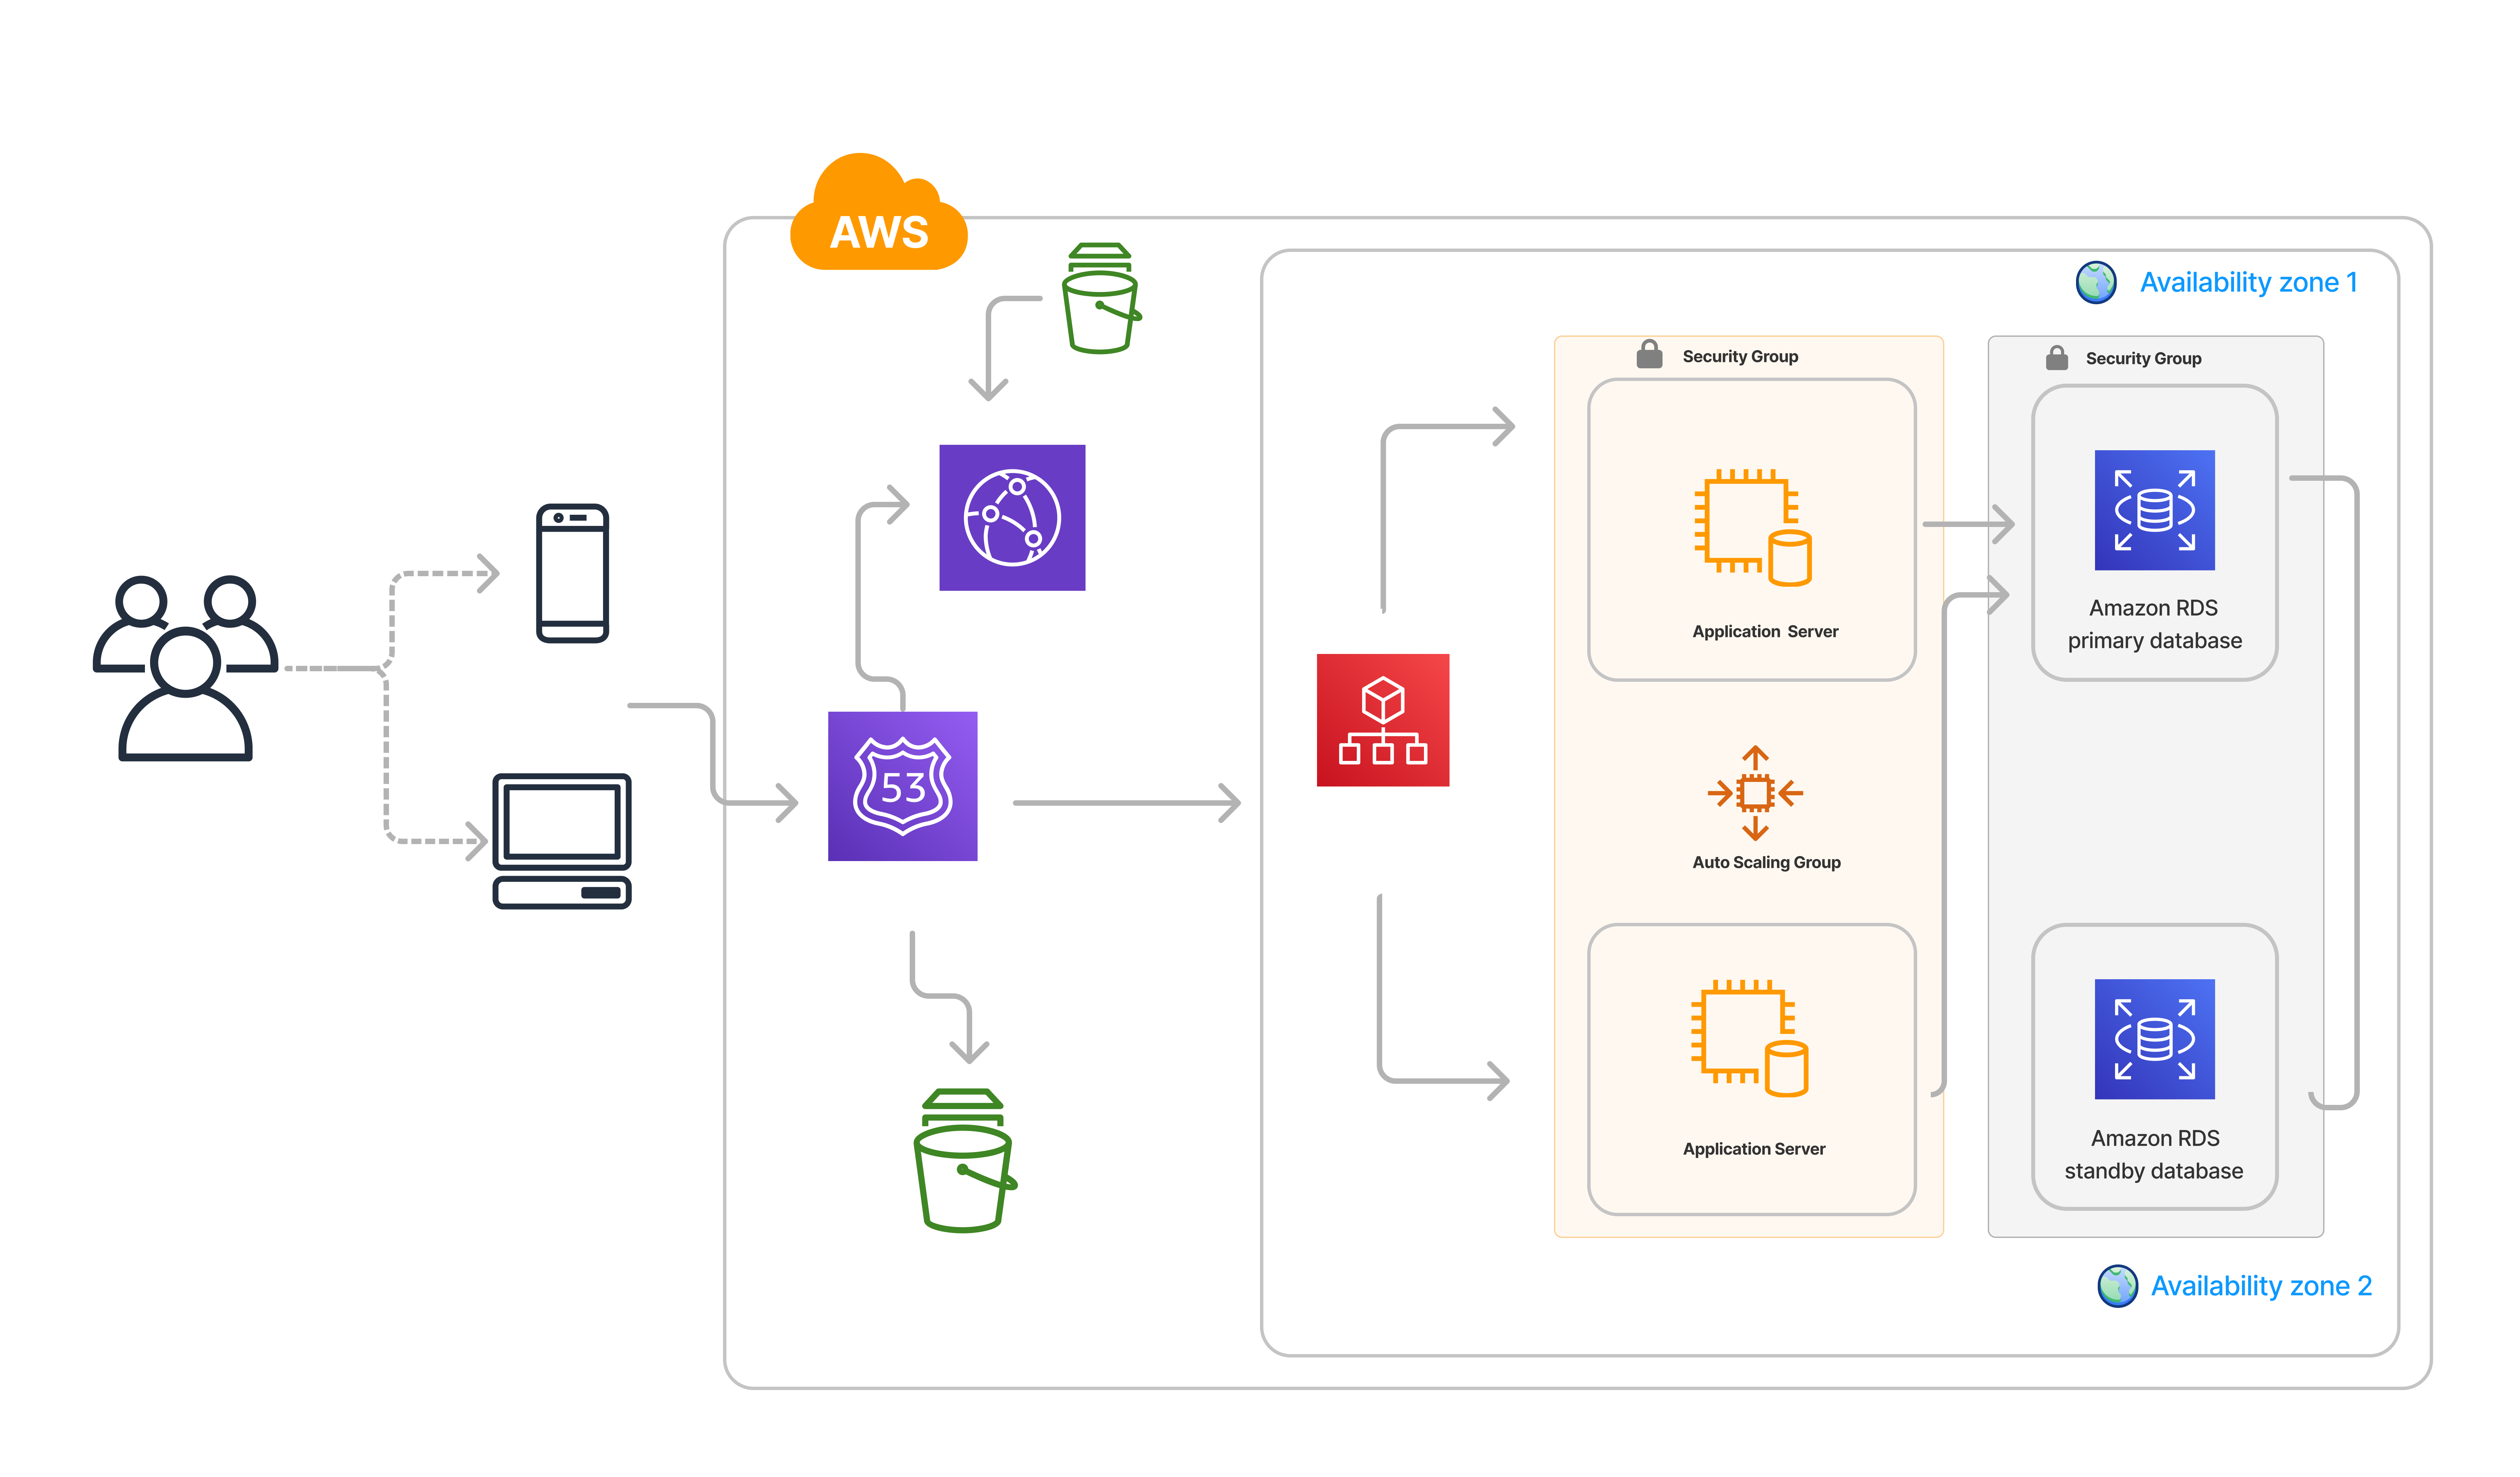 AWS
Availability zone 1
Security Group
Security Group
Application Server
Amazon RDS
primary database
53
Auto Scaling Group
Application Server
Amazon RDS
standby database
Availability zone 2